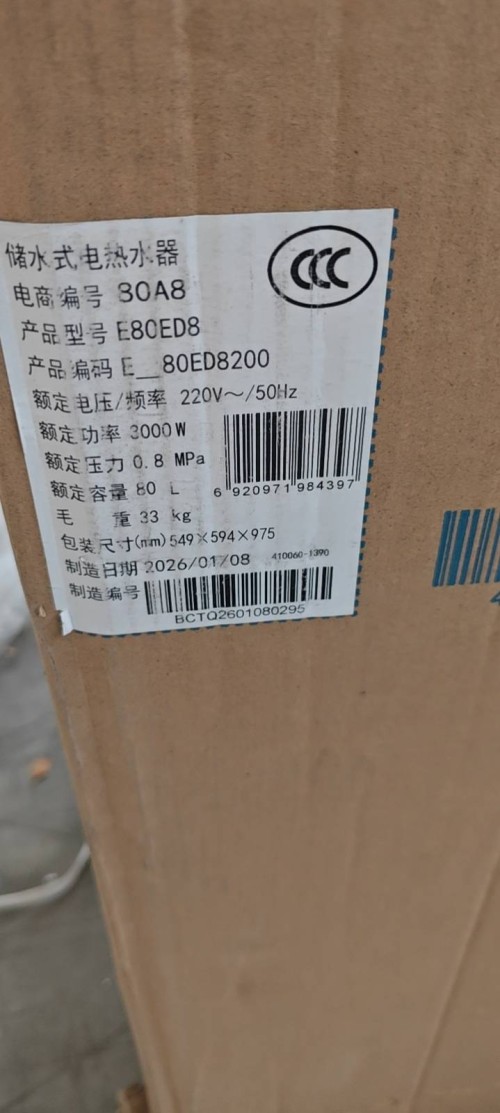 储水式电热水器
CCC
电商编号 80A8
产品型号 E80ED8
产品编码 E__80ED8200
额定电压/频率 220V～/50Hz
额定功率 3000W
额定压力 0.8 MPa
额定容量 80 L
6 920971 984397
毛 重 33 kg
包装尺寸(mm) 549×594×975
制造日期 2026/01/08 410060-1390
制造编号
BCTQ2601080295